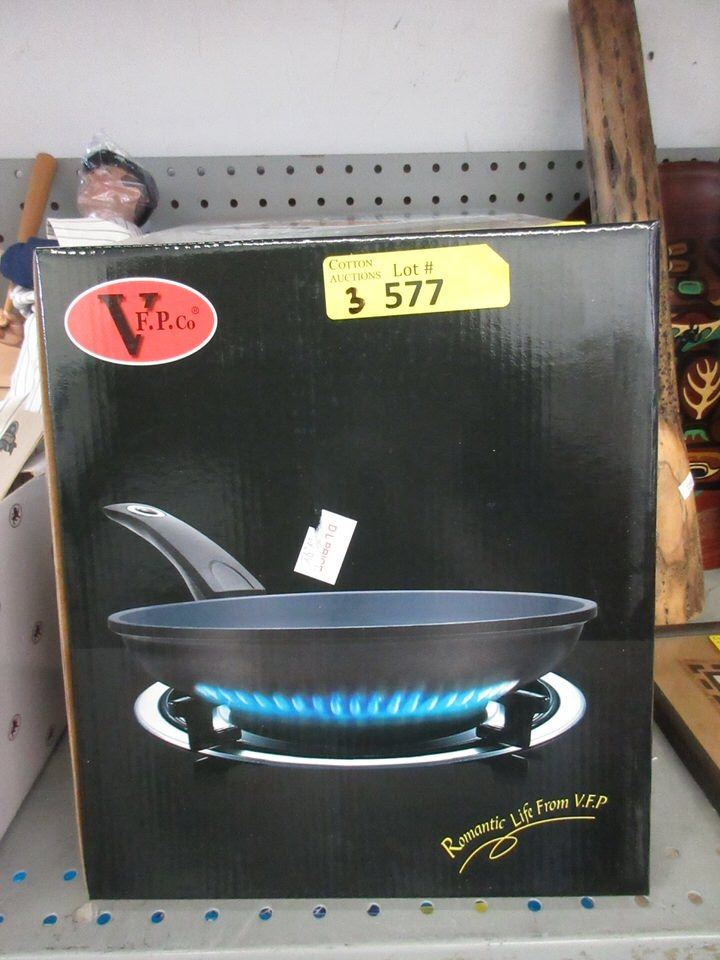 V F.P.Co®
COTTON
AUCTIONS
Lot #
3 577
Romantic Life From V.F.P